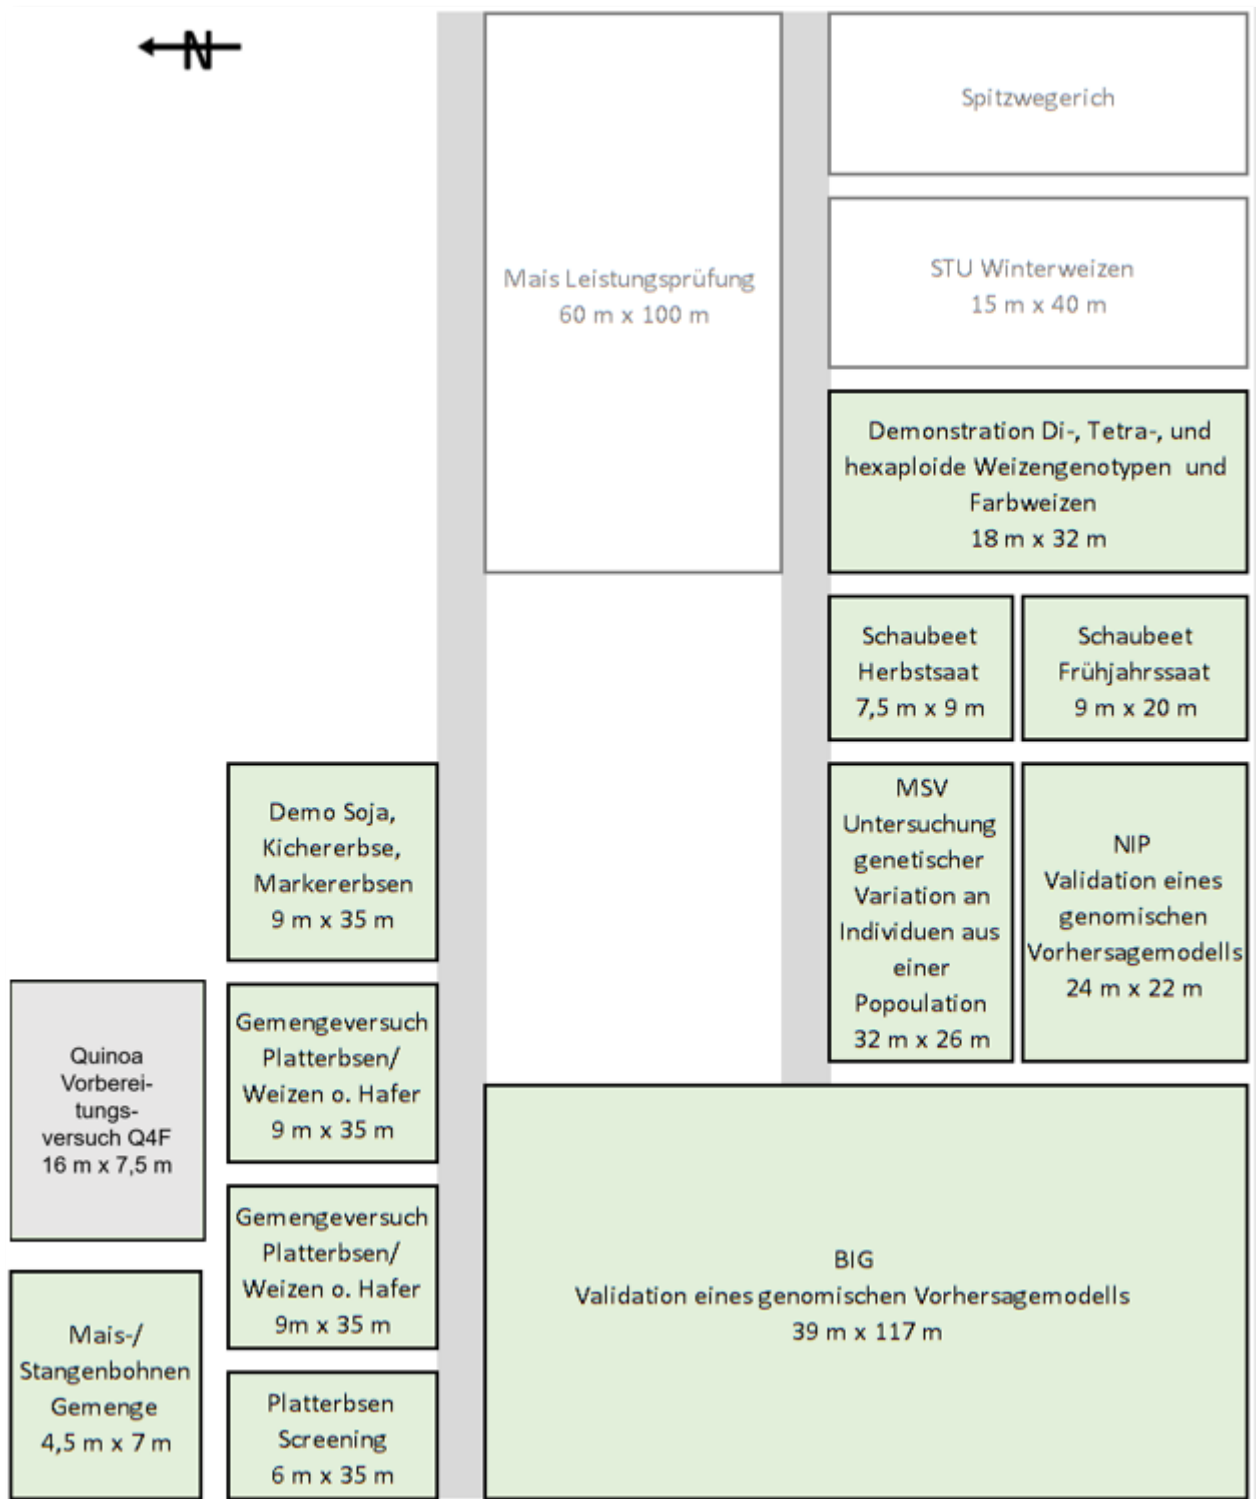 N
Spitzwegerich
Mais Leistungsprüfung
60 m x 100 m
STU Winterweizen
15 m x 40 m
Demonstration Di-, Tetra-, und
hexaploide Weizengenotypen und
Farbweizen
18 m x 32 m
Schaubeet
Herbstsaat
7,5 m x 9 m
Schaubeet
Frühjahrssaat
9 m x 20 m
Demo Soja,
Kichererbse,
Markererbsen
9 m x 35 m
MSV
Untersuchung
genetischer
Variation an
Individuen aus
einer
Popoulation
32 m x 26 m
NIP
Validation eines
genomischen
Vorhersagemodells
24 m x 22 m
Quinoa
Vorberei-
tungs-
versuch Q4F
16 m x 7,5 m
Gemengeversuch
Platterbsen/
Weizen o. Hafer
9 m x 35 m
Gemengeversuch
Platterbsen/
Weizen o. Hafer
9m x 35 m
BIG
Validation eines genomischen Vorhersagemodells
39 m x 117 m
Mais-/
Stangenbohnen
Gemenge
4,5 m x 7 m
Platterbsen
Screening
6 m x 35 m